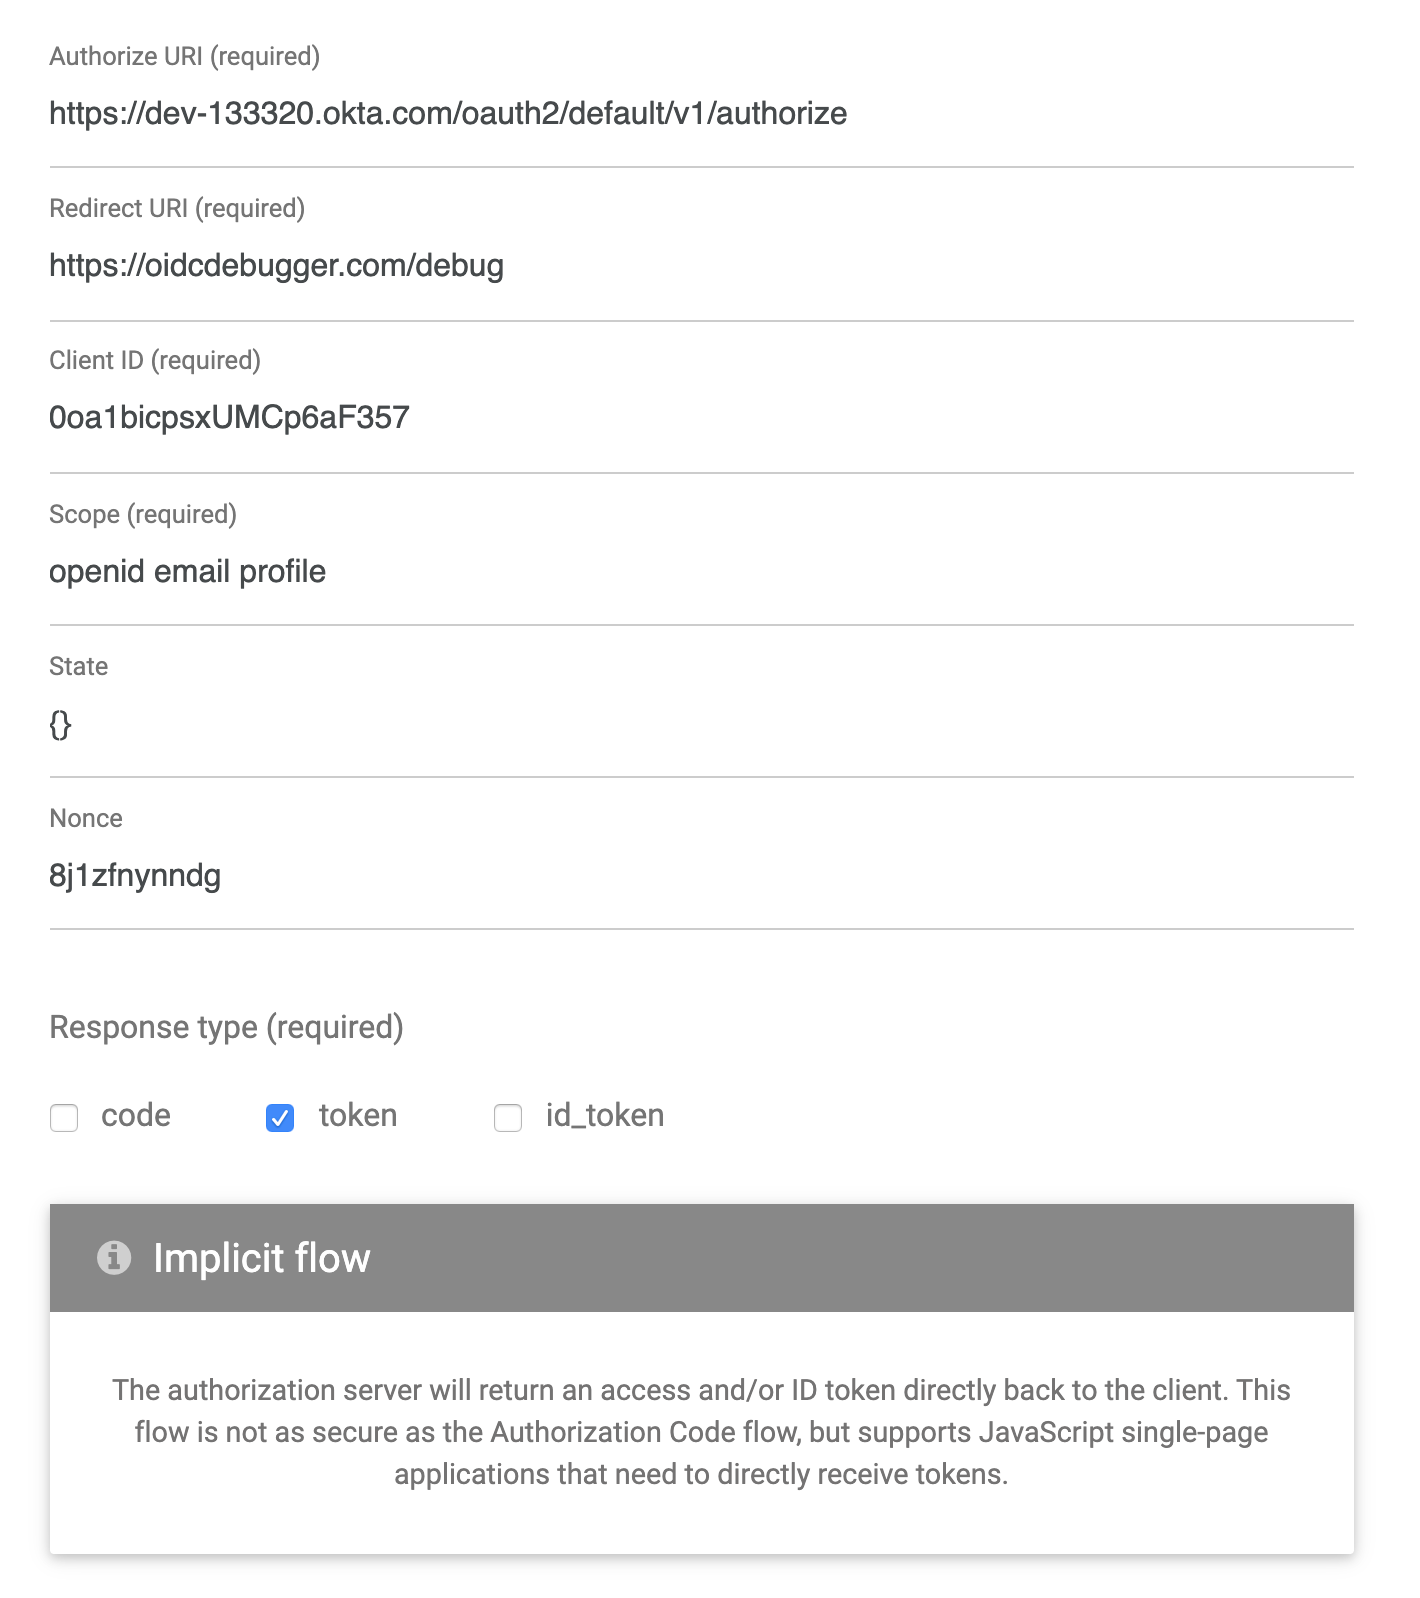 Authorize URI (required)
https://dev-133320.okta.com/oauth2/default/v1/authorize
Redirect URI (required)
https://oidcdebugger.com/debug
Client ID (required)
0oa1bicpsxUMCp6aF357
Scope (required)
openid email profile
State
{}
Nonce
8j1zfnynndg
Response type (required)
code token id_token
Implicit flow
The authorization server will return an access and/or ID token directly back to the client. This
flow is not as secure as the Authorization Code flow, but supports JavaScript single-page
applications that need to directly receive tokens.